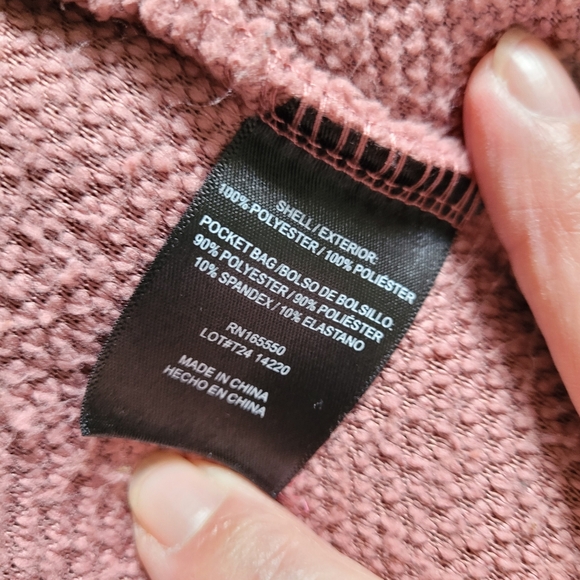 SHELL/EXTERIOR:
100% POLYESTER/100% POLIÉSTER
POCKET BAG/BOLSO DE BOLSILLO:
90% POLYESTER/90% POLIÉSTER
10% SPANDEX/10% ELASTANO
RN165550
LOT#T24 14220
MADE IN CHINA
HECHO EN CHINA